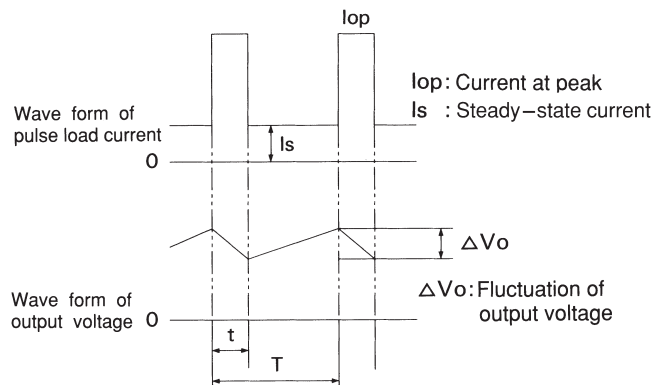 Iop
Iop: Current at peak
Is : Steady-state current
Wave form of
pulse load current
Is
0
△Vo
△Vo: Fluctuation of
output voltage
Wave form of
output voltage
0
t
T